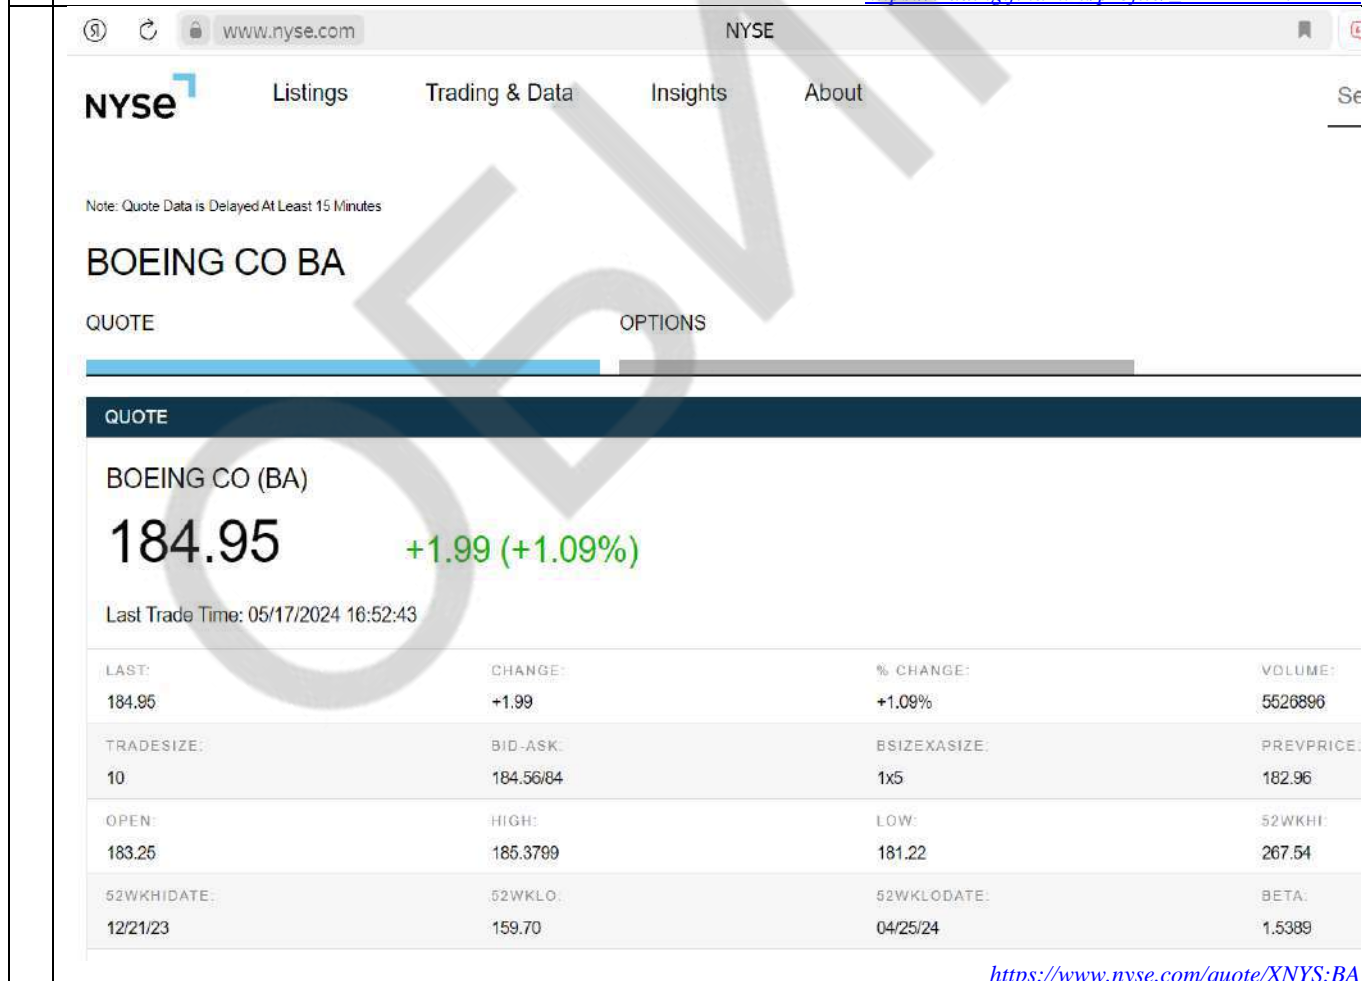 www.nyse.com NYSE
NYSE Listings Trading & Data Insights About Se
Note: Quote Data is Delayed At Least 15 Minutes
BOEING CO BA
QUOTE OPTIONS
QUOTE
BOEING CO (BA)
184.95 +1.99 (+1.09%)
Last Trade Time: 05/17/2024 16:52:43
LAST: CHANGE: % CHANGE: VOLUME:
184.95 +1.99 +1.09% 5526896
TRADESIZE: BID-ASK: BSIZEXASIZE: PREVPRICE:
10 184.56/84 1x5 182.96
OPEN: HIGH: LOW: 52WKHI:
183.25 185.3799 181.22 267.54
52WKHIDATE: 52WKLO: 52WKLODATE: BETA:
12/21/23 159.70 04/25/24 1.5389
https://www.nyse.com/quote/XNYS:BA